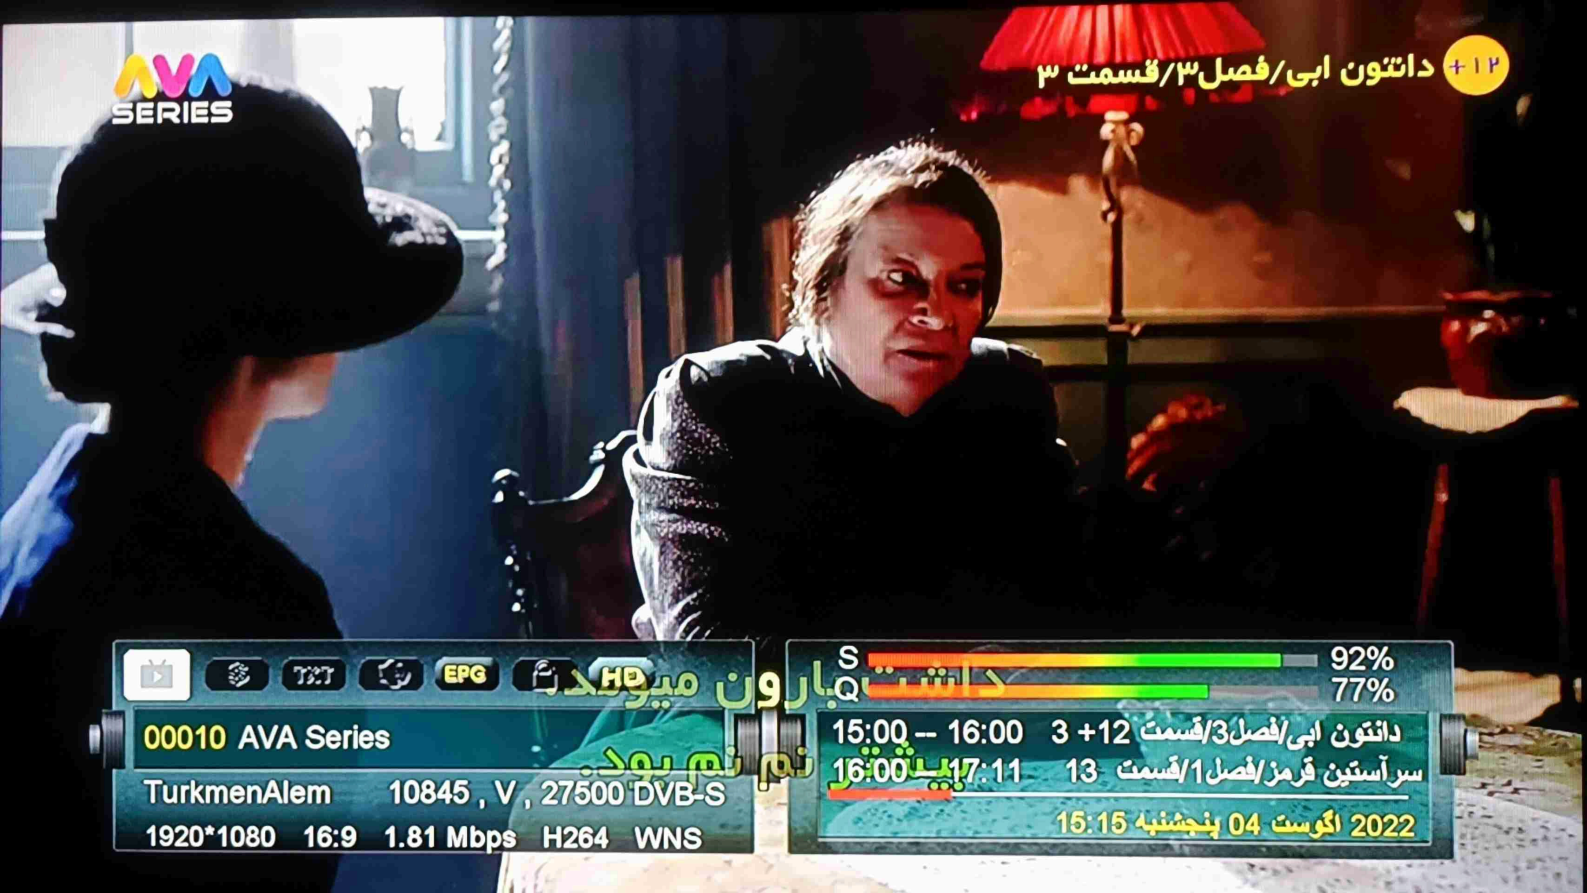 AVA
SERIES
دانتون ابی/فصل۳/قسمت ۳
+۱۲
TXT EPG HD
00010 AVA Series
TurkmenAlem 10845 , V , 27500 DVB-S
1920*1080 16:9 1.81 Mbps H264 WNS
داشت بارون میومد.
بیشتر نم نم بود.
S 92%
Q 77%
15:00 -- 16:00 دانتون ابی/فصل3/قسمت 12+ 3
16:00 -- 17:11 سرآستین قرمز/فصل1/قسمت 13
2022 اگوست 04 پنجشنبه 15:15